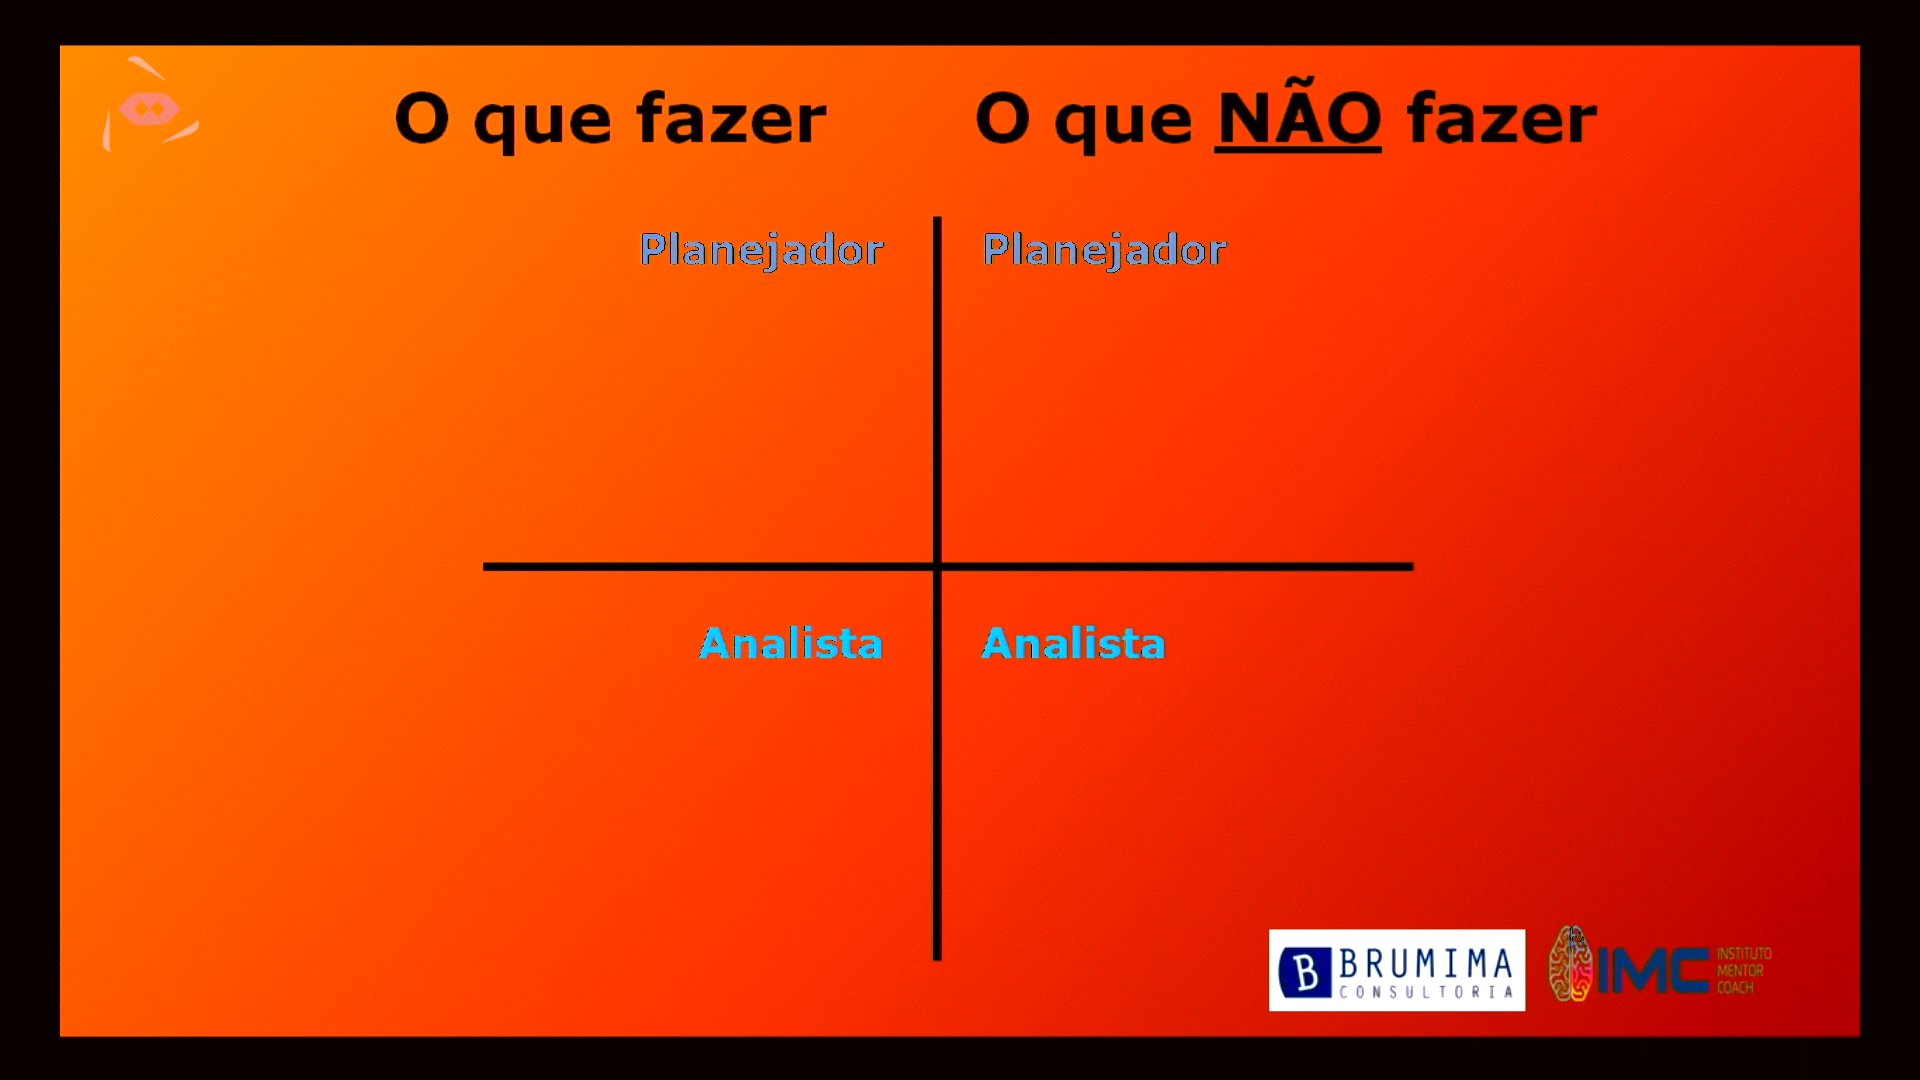 O que fazer
O que NÃO fazer
Planejador
Planejador
Analista
Analista
B BRUMIMA
CONSULTORIA
IMC
INSTITUTO
MENTOR
COACH